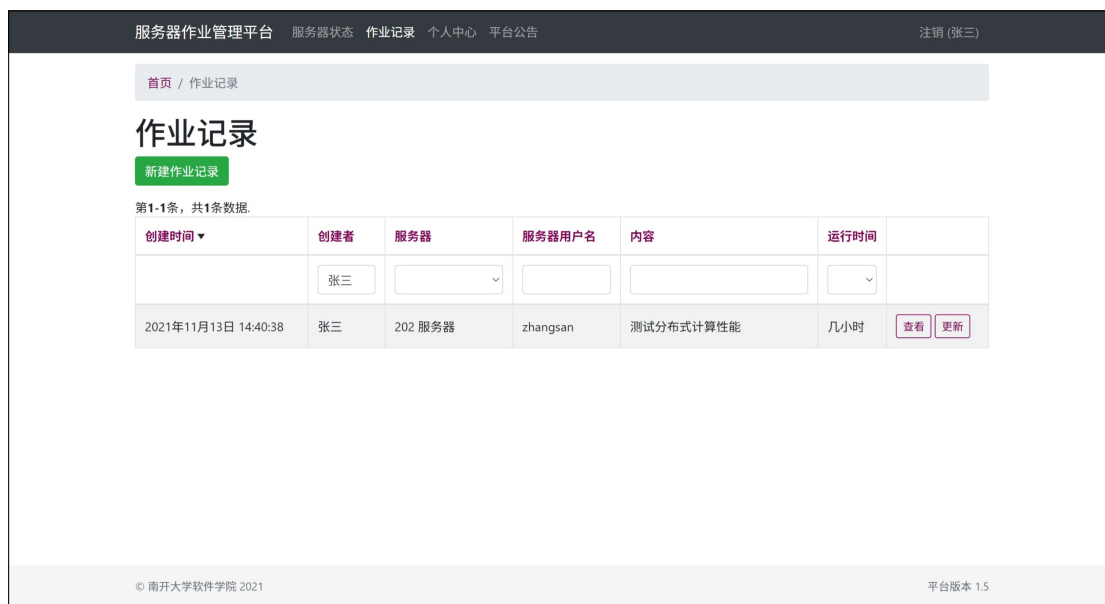 服务器作业管理平台 服务器状态 作业记录 个人中心 平台公告 注销 (张三)
首页 / 作业记录
作业记录
新建作业记录
第1-1条，共1条数据.
创建时间 创建者 服务器 服务器用户名 内容 运行时间
张三
2021年11月13日 14:40:38 张三 202 服务器 zhangsan 测试分布式计算性能 几小时 查看 更新
© 南开大学软件学院 2021 平台版本 1.5